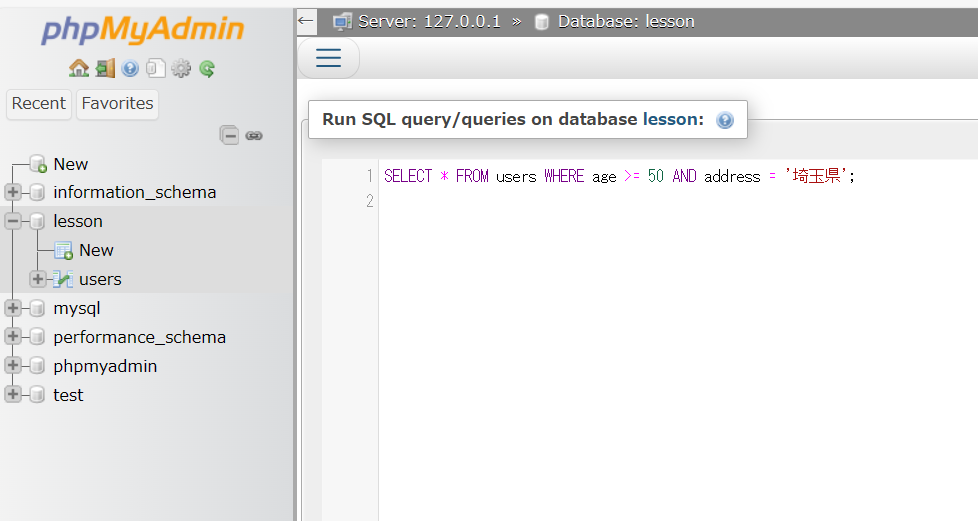 phpMyAdmin
Recent
Favorites
New
information_schema
lesson
New
users
mysql
performance_schema
phpmyadmin
test
← Server: 127.0.0.1 » Database: lesson
Run SQL query/queries on database lesson:
1 SELECT * FROM users WHERE age >= 50 AND address = '埼玉県';
2